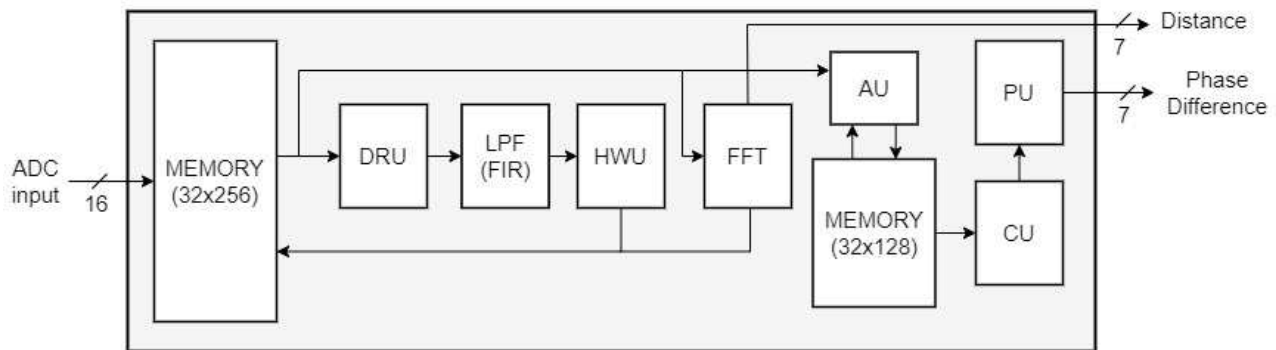 Distance
7
Phase
Difference
7
ADC
input
16
MEMORY
(32x256)
DRU
LPF
(FIR)
HWU
FFT
AU
MEMORY
(32x128)
PU
CU